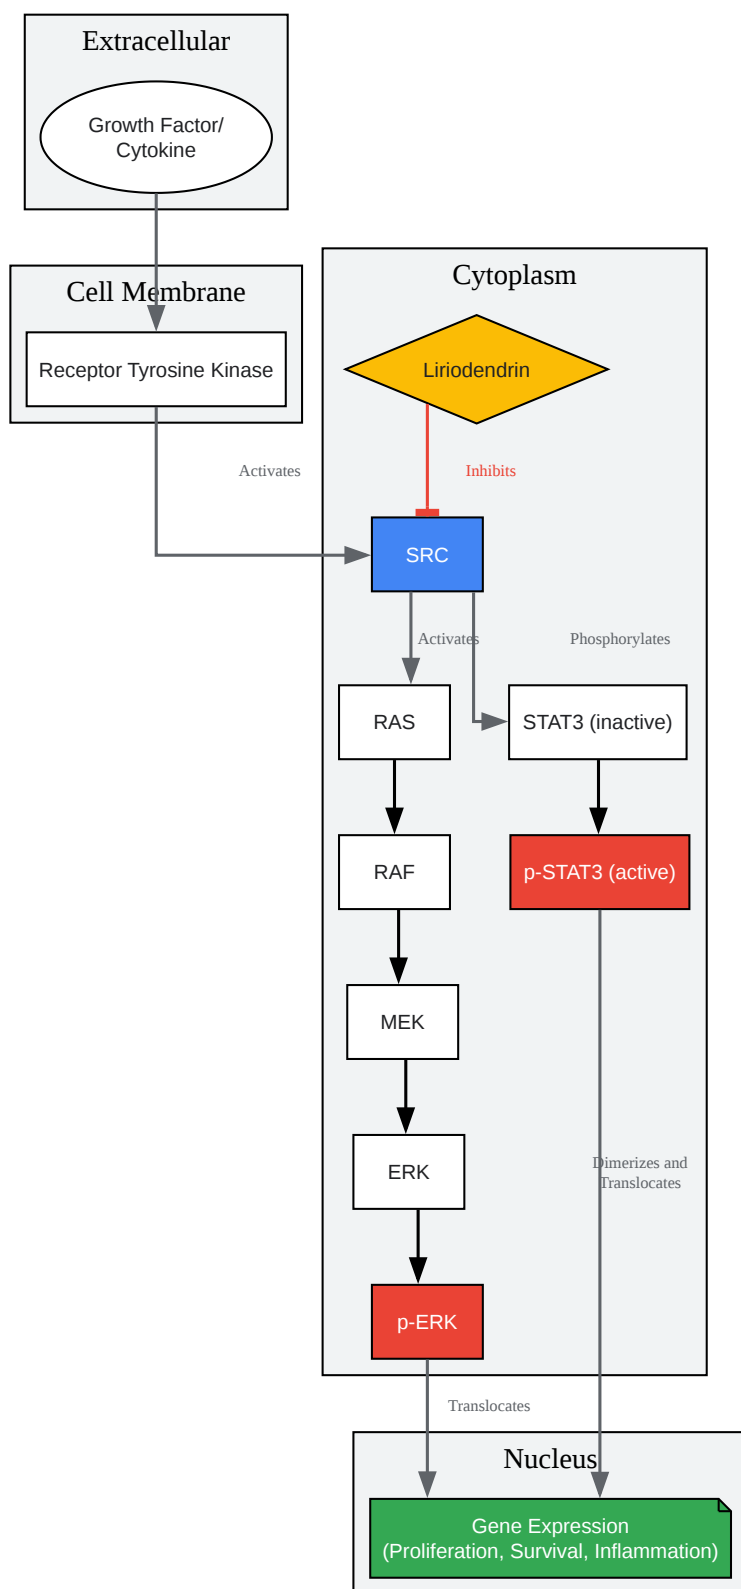 Extracellular
Growth Factor/
Cytokine
Cell Membrane
Receptor Tyrosine Kinase
Cytoplasm
Liriodendrin
Activates
Inhibits
SRC
Activates
Phosphorylates
RAS
STAT3 (inactive)
RAF
p-STAT3 (active)
MEK
ERK
Dimerizes and
Translocates
p-ERK
Translocates
Nucleus
Gene Expression
(Proliferation, Survival, Inflammation)